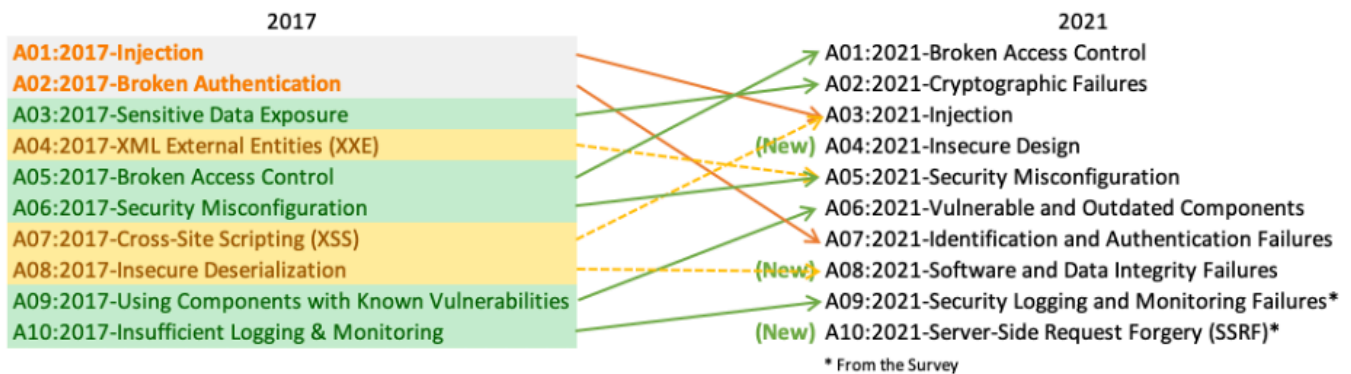 2017
A01:2017-Injection
A02:2017-Broken Authentication
A03:2017-Sensitive Data Exposure
A04:2017-XML External Entities (XXE)
A05:2017-Broken Access Control
A06:2017-Security Misconfiguration
A07:2017-Cross-Site Scripting (XSS)
A08:2017-Insecure Deserialization
A09:2017-Using Components with Known Vulnerabilities
A10:2017-Insufficient Logging & Monitoring
2021
A01:2021-Broken Access Control
A02:2021-Cryptographic Failures
A03:2021-Injection
(New) A04:2021-Insecure Design
A05:2021-Security Misconfiguration
A06:2021-Vulnerable and Outdated Components
A07:2021-Identification and Authentication Failures
(New) A08:2021-Software and Data Integrity Failures
A09:2021-Security Logging and Monitoring Failures*
(New) A10:2021-Server-Side Request Forgery (SSRF)*
* From the Survey